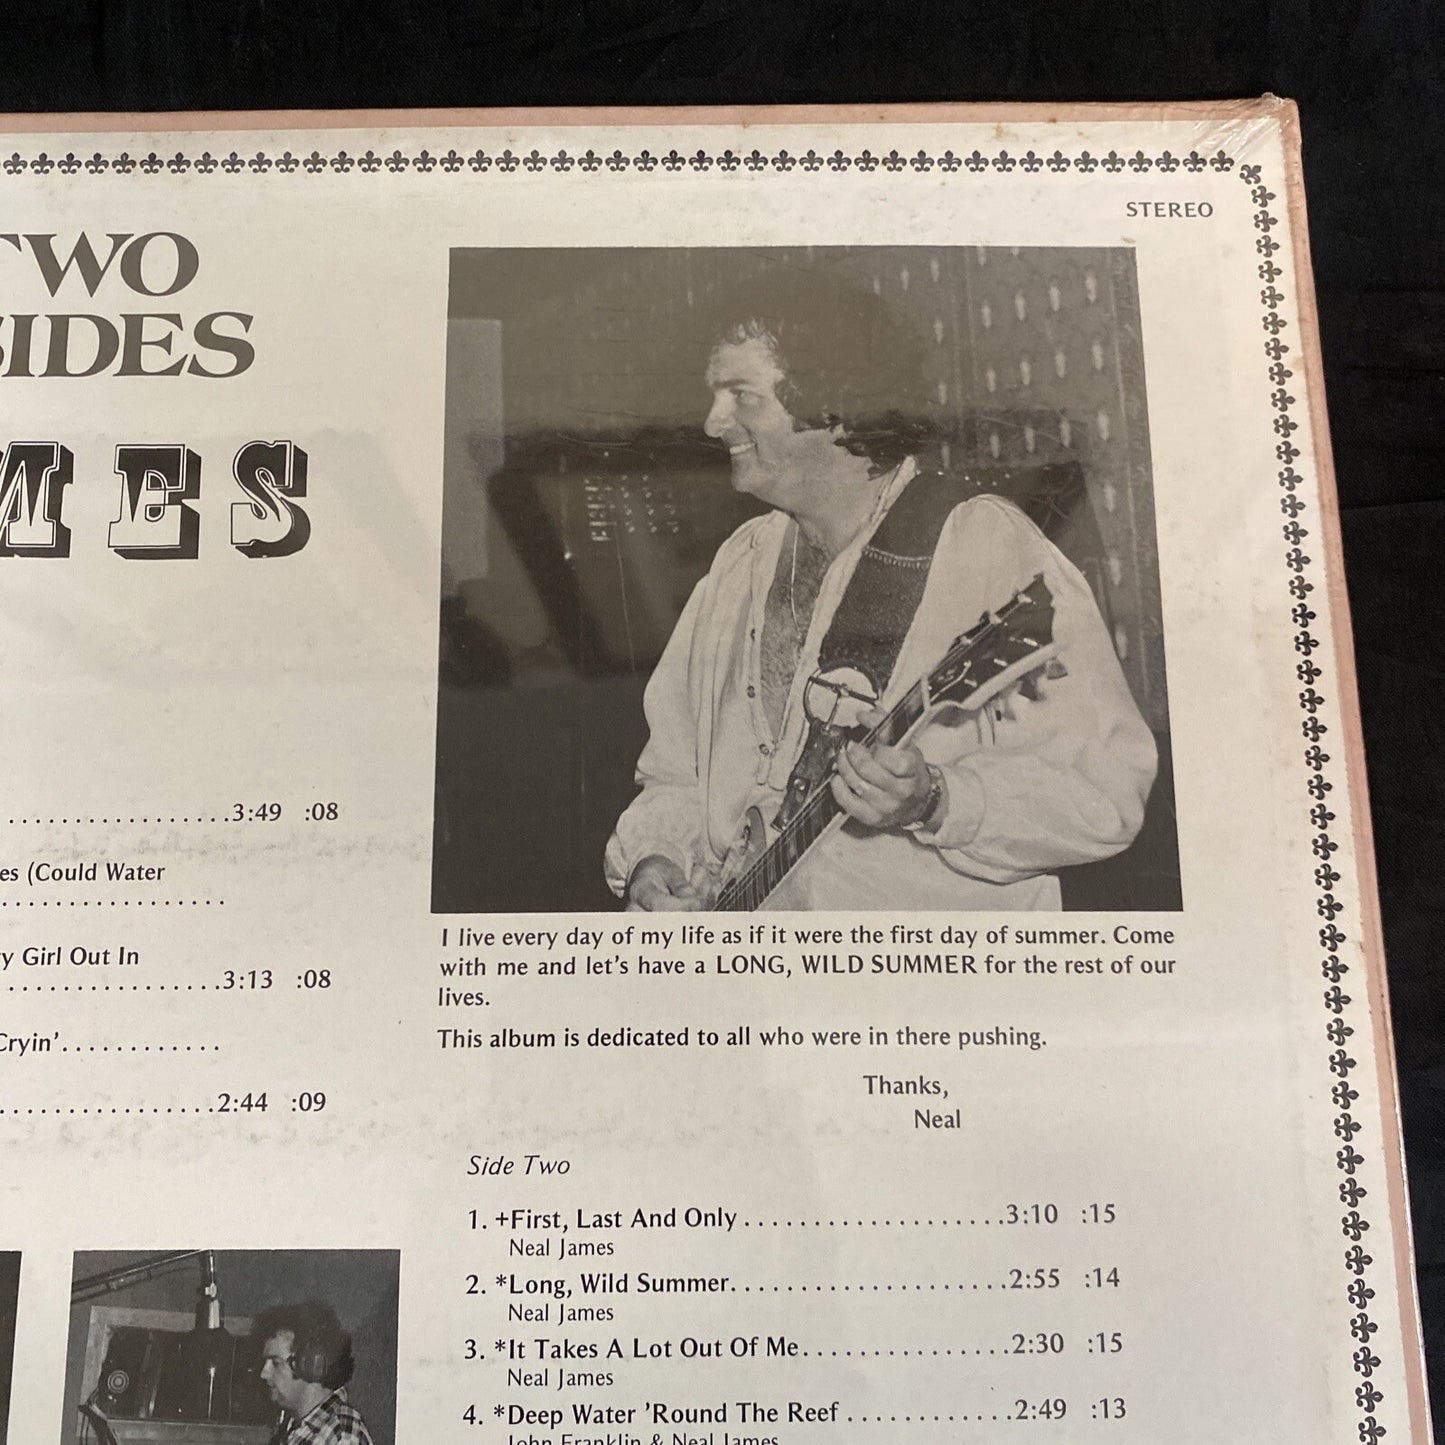 STEREO
TWO
SIDES
MES
3:49 :08
es (Could Water
y Girl Out In
3:13 :08
Cryin'............
2:44 :09
I live every day of my life as if it were the first day of summer. Come
with me and let's have a LONG, WILD SUMMER for the rest of our
lives.
This album is dedicated to all who were in there pushing.
Thanks,
Neal
Side Two
1. +First, Last And Only...................3:10 :15
Neal James
2. *Long, Wild Summer....................2:55 :14
Neal James
3. *It Takes A Lot Out Of Me...............2:30 :15
Neal James
4. *Deep Water 'Round The Reef............2:49 :13
John Franklin & Neal James